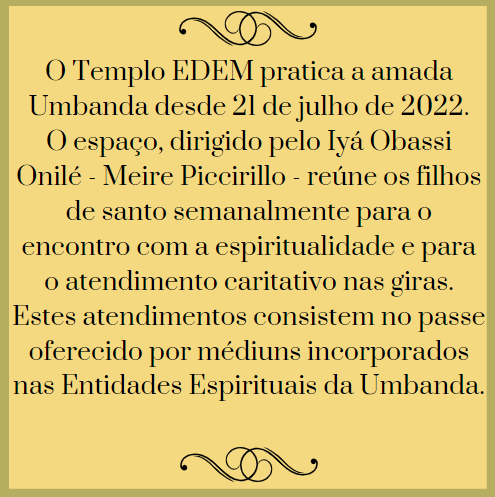 O Templo EDEM pratica a amada
Umbanda desde 21 de julho de 2022.
O espaço, dirigido pelo Iyá Obassi
Onilé - Meire Piccirillo - reúne os filhos
de santo semanalmente para o
encontro com a espiritualidade e para
o atendimento caritativo nas giras.
Estes atendimentos consistem no passe
oferecido por médiuns incorporados
nas Entidades Espirituais da Umbanda.